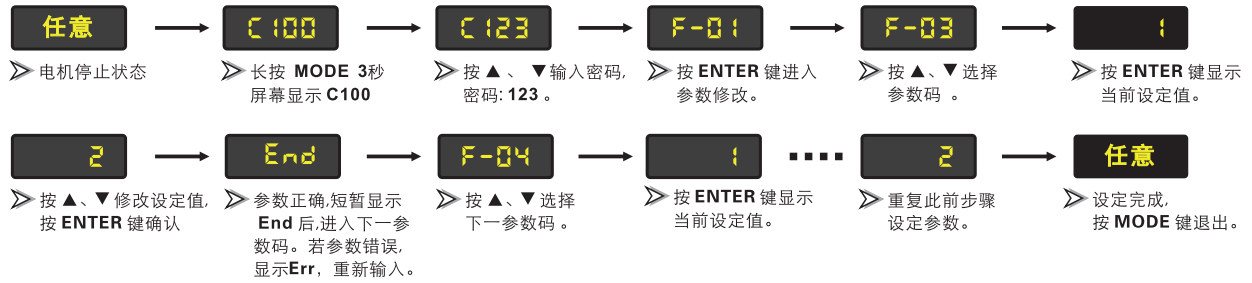 任意
C100
C123
F-01
F-03
1
电机停止状态
长按 MODE 3秒
屏幕显示 C100
按▲、▼输入密码,
密码: 123 。
按 ENTER 键进入
参数修改。
按▲、▼选择
参数码 。
按 ENTER 键显示
当前设定值。
2
End
F-04
1
2
任意
按▲、▼修改设定值,
按 ENTER 键确认
参数正确,短暂显示
End 后,进入下一参
数码。若参数错误,
显示Err，重新输入。
按▲、▼选择
下一参数码 。
按 ENTER 键显示
当前设定值。
重复此前步骤
设定参数。
设定完成,
按 MODE 键退出。